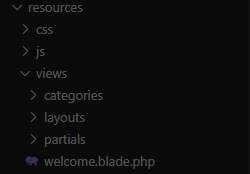 resources
css
js
views
categories
layouts
partials
welcome.blade.php